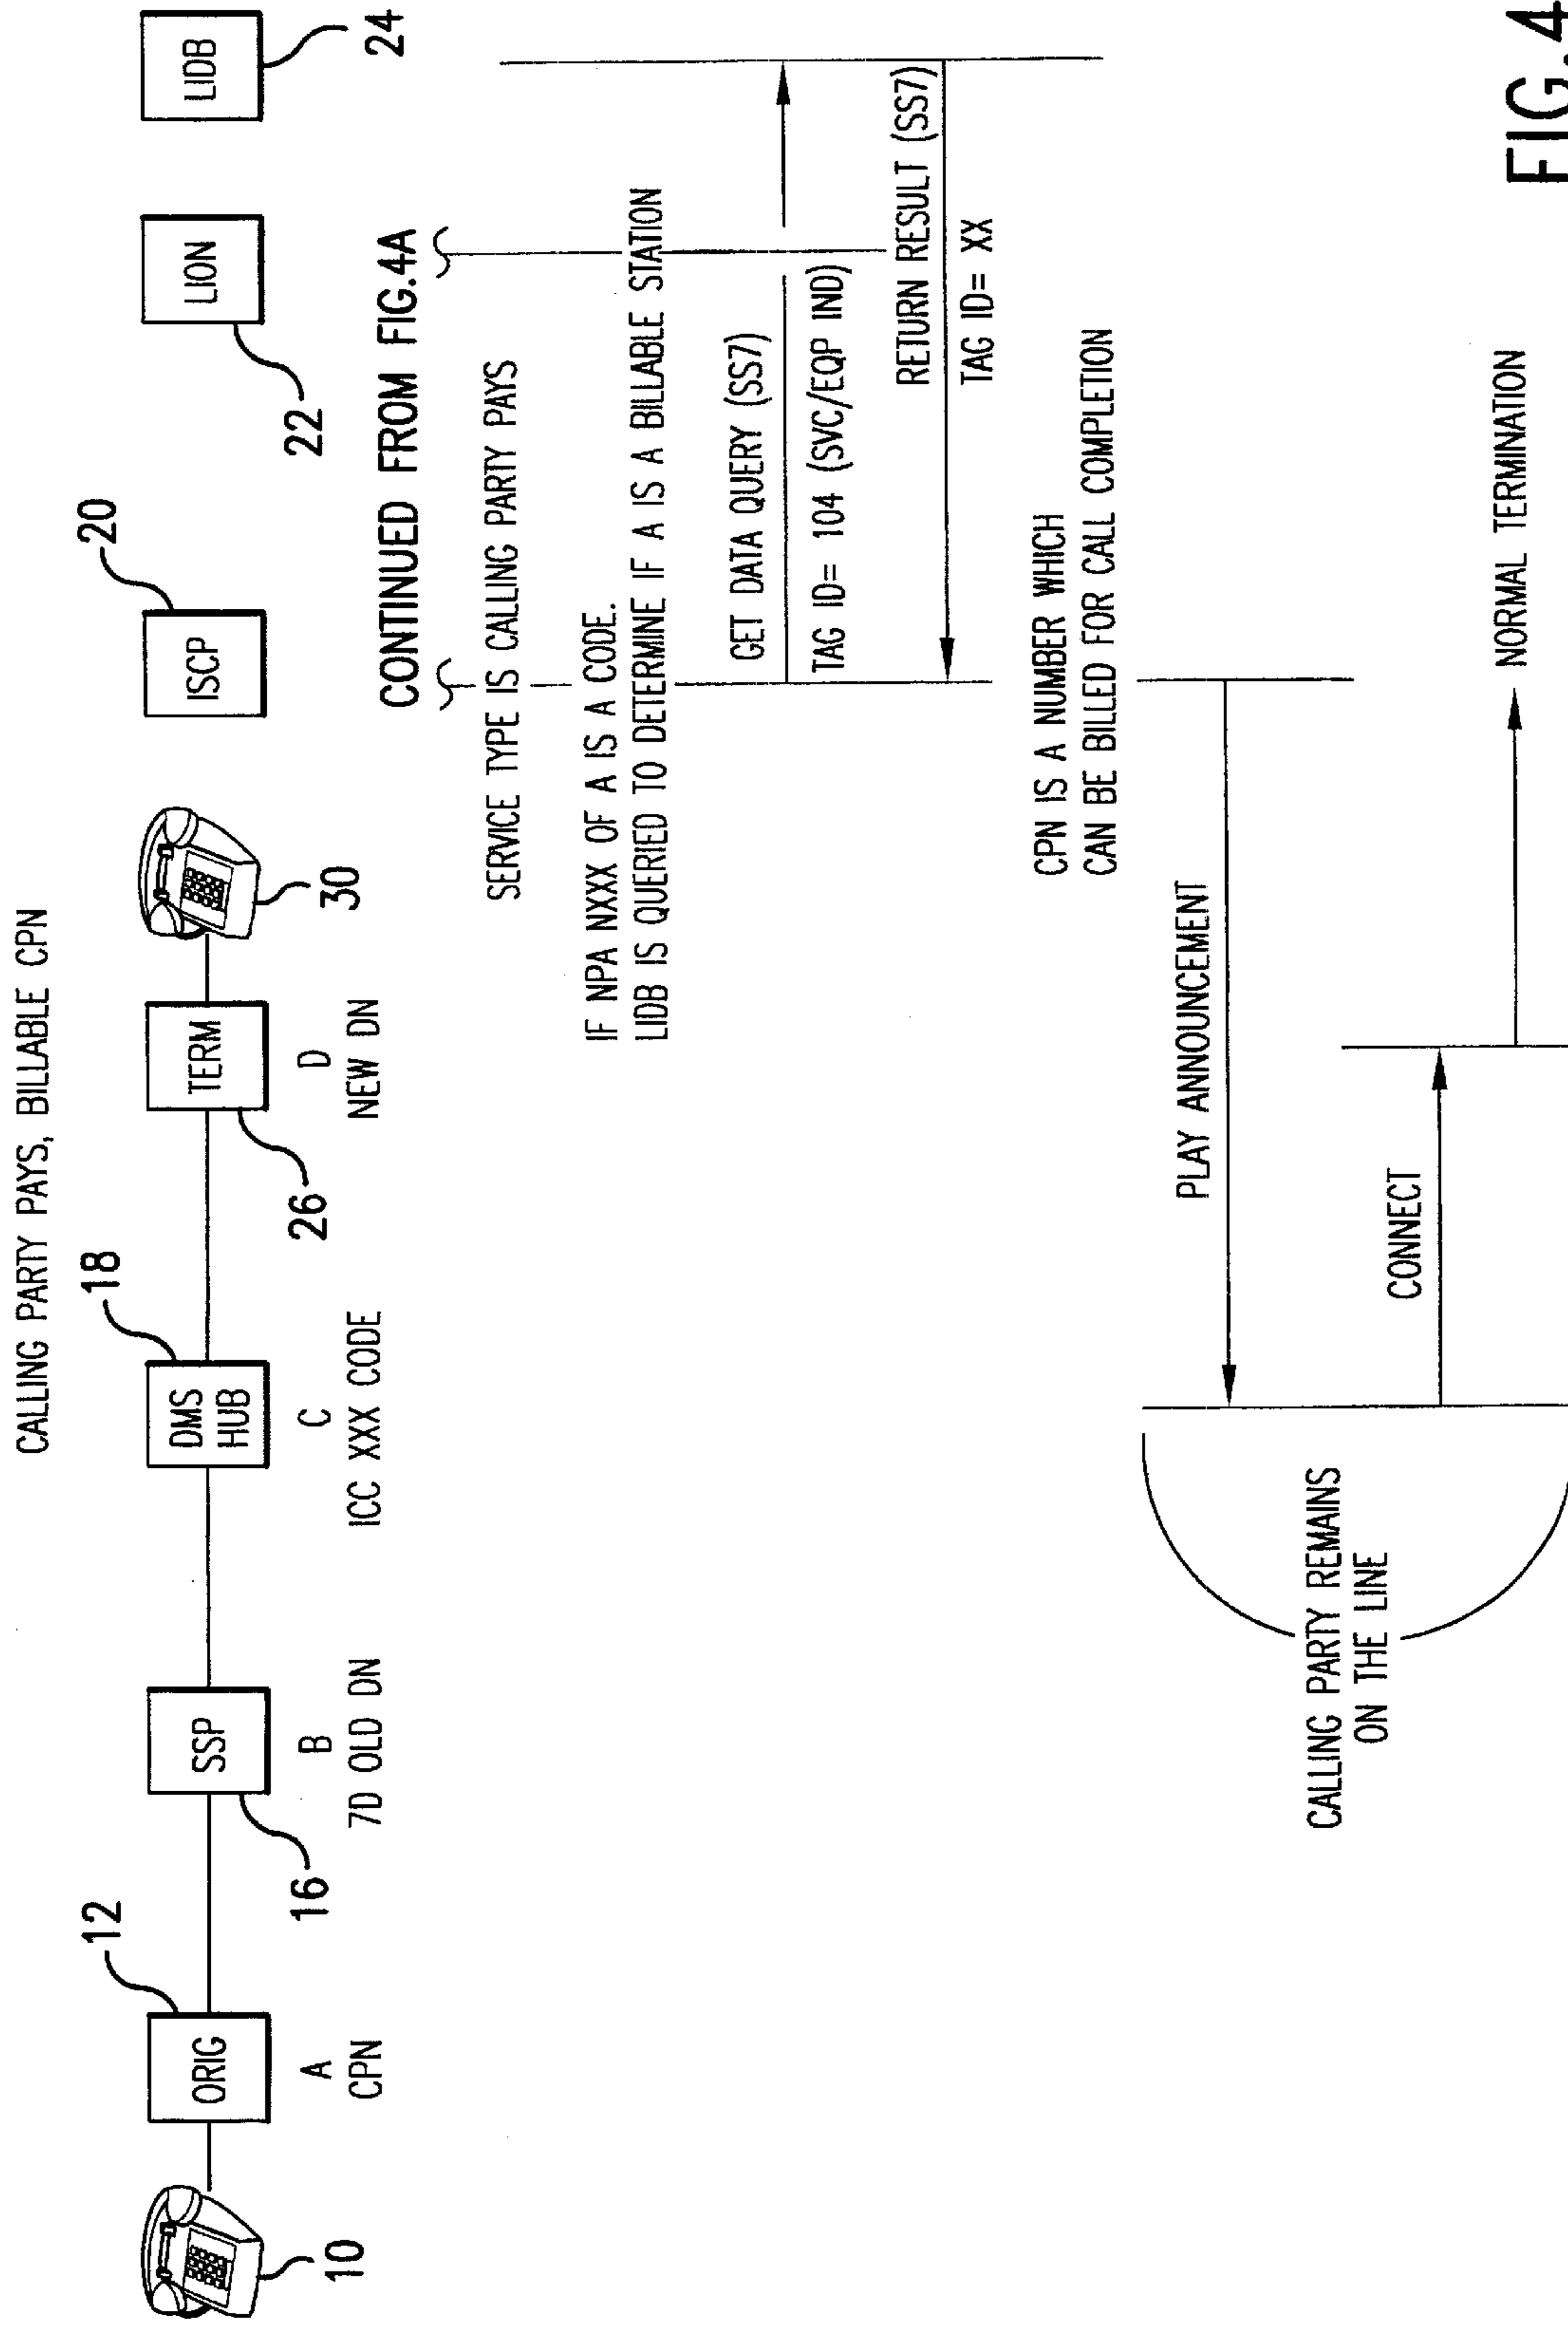 CALLING PARTY PAYS, BILLABLE CPN
10
12
ORIG
A
CPN
16
SSP
B
7D OLD DN
18
DMS
HUB
C
ICC XXX CODE
26
TERM
D
NEW DN
30
20
ISCP
22
LION
24
LIDB
CONTINUED FROM FIG.4A
SERVICE TYPE IS CALLING PARTY PAYS
IF NPA NXXX OF A IS A CODE.
LIDB IS QUERIED TO DETERMINE IF A IS A BILLABLE STATION
GET DATA QUERY (SS7)
TAG ID= 104 (SVC/EQP IND)
RETURN RESULT (SS7)
TAG ID= XX
CPN IS A NUMBER WHICH
CAN BE BILLED FOR CALL COMPLETION
PLAY ANNOUNCEMENT
CALLING PARTY REMAINS
ON THE LINE
CONNECT
NORMAL TERMINATION
FIG.4